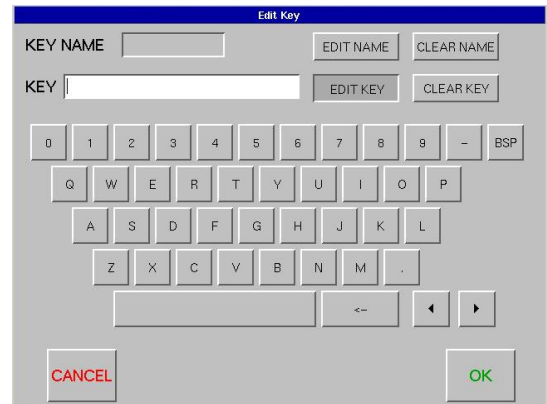 Edit Key
KEY NAME EDIT NAME CLEAR NAME
KEY EDIT KEY CLEAR KEY
0 1 2 3 4 5 6 7 8 9 - BSP
Q W E R T Y U I O P
A S D F G H J K L
Z X C V B N M .
<-
CANCEL OK